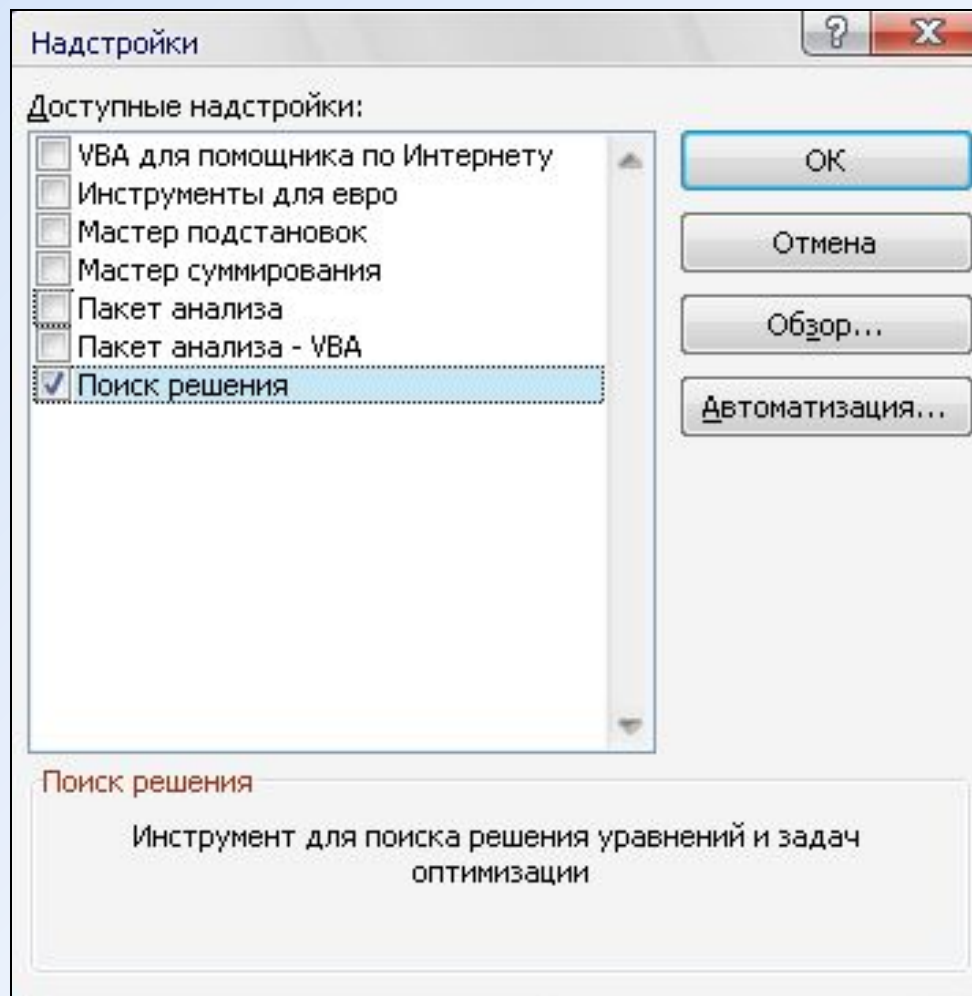 Надстройки
Доступные надстройки:
VBA для помощника по Интернету
Инструменты для евро
Мастер подстановок
Мастер суммирования
Пакет анализа
Пакет анализа - VBA
Поиск решения
ОК
Отмена
Обзор...
Автоматизация...
Поиск решения
Инструмент для поиска решения уравнений и задач
оптимизации